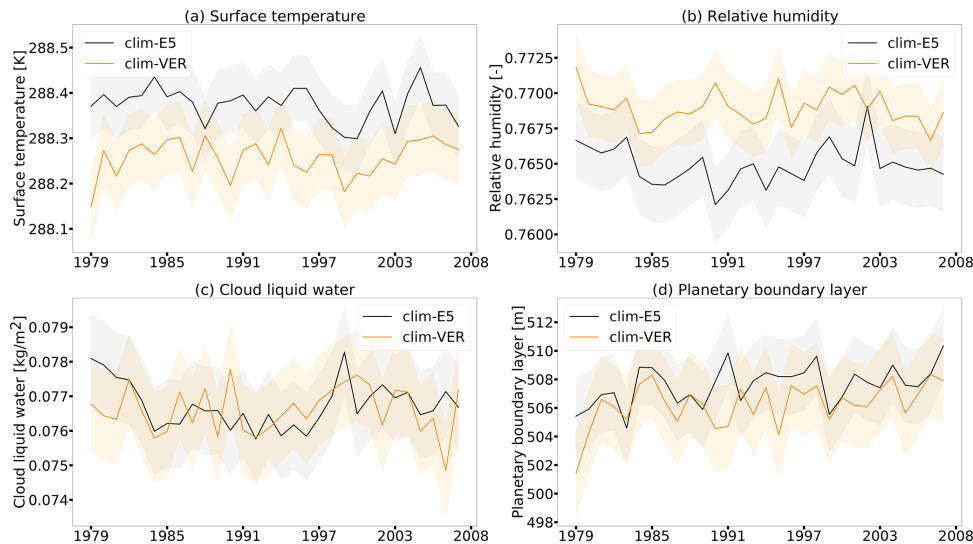 (a) Surface temperature
clim-E5
clim-VER
Surface temperature [K]
288.5
288.4
288.3
288.2
288.1
1979 1985 1991 1997 2003 2008
(b) Relative humidity
clim-E5
clim-VER
Relative humidity [-]
0.7725
0.7700
0.7675
0.7650
0.7625
0.7600
1979 1985 1991 1997 2003 2008
(c) Cloud liquid water
clim-E5
clim-VER
Cloud liquid water [kg/m²]
0.079
0.078
0.077
0.076
0.075
0.074
1979 1985 1991 1997 2003 2008
(d) Planetary boundary layer
clim-E5
clim-VER
Planetary boundary layer [m]
512
510
508
506
504
502
500
498
1979 1985 1991 1997 2003 2008